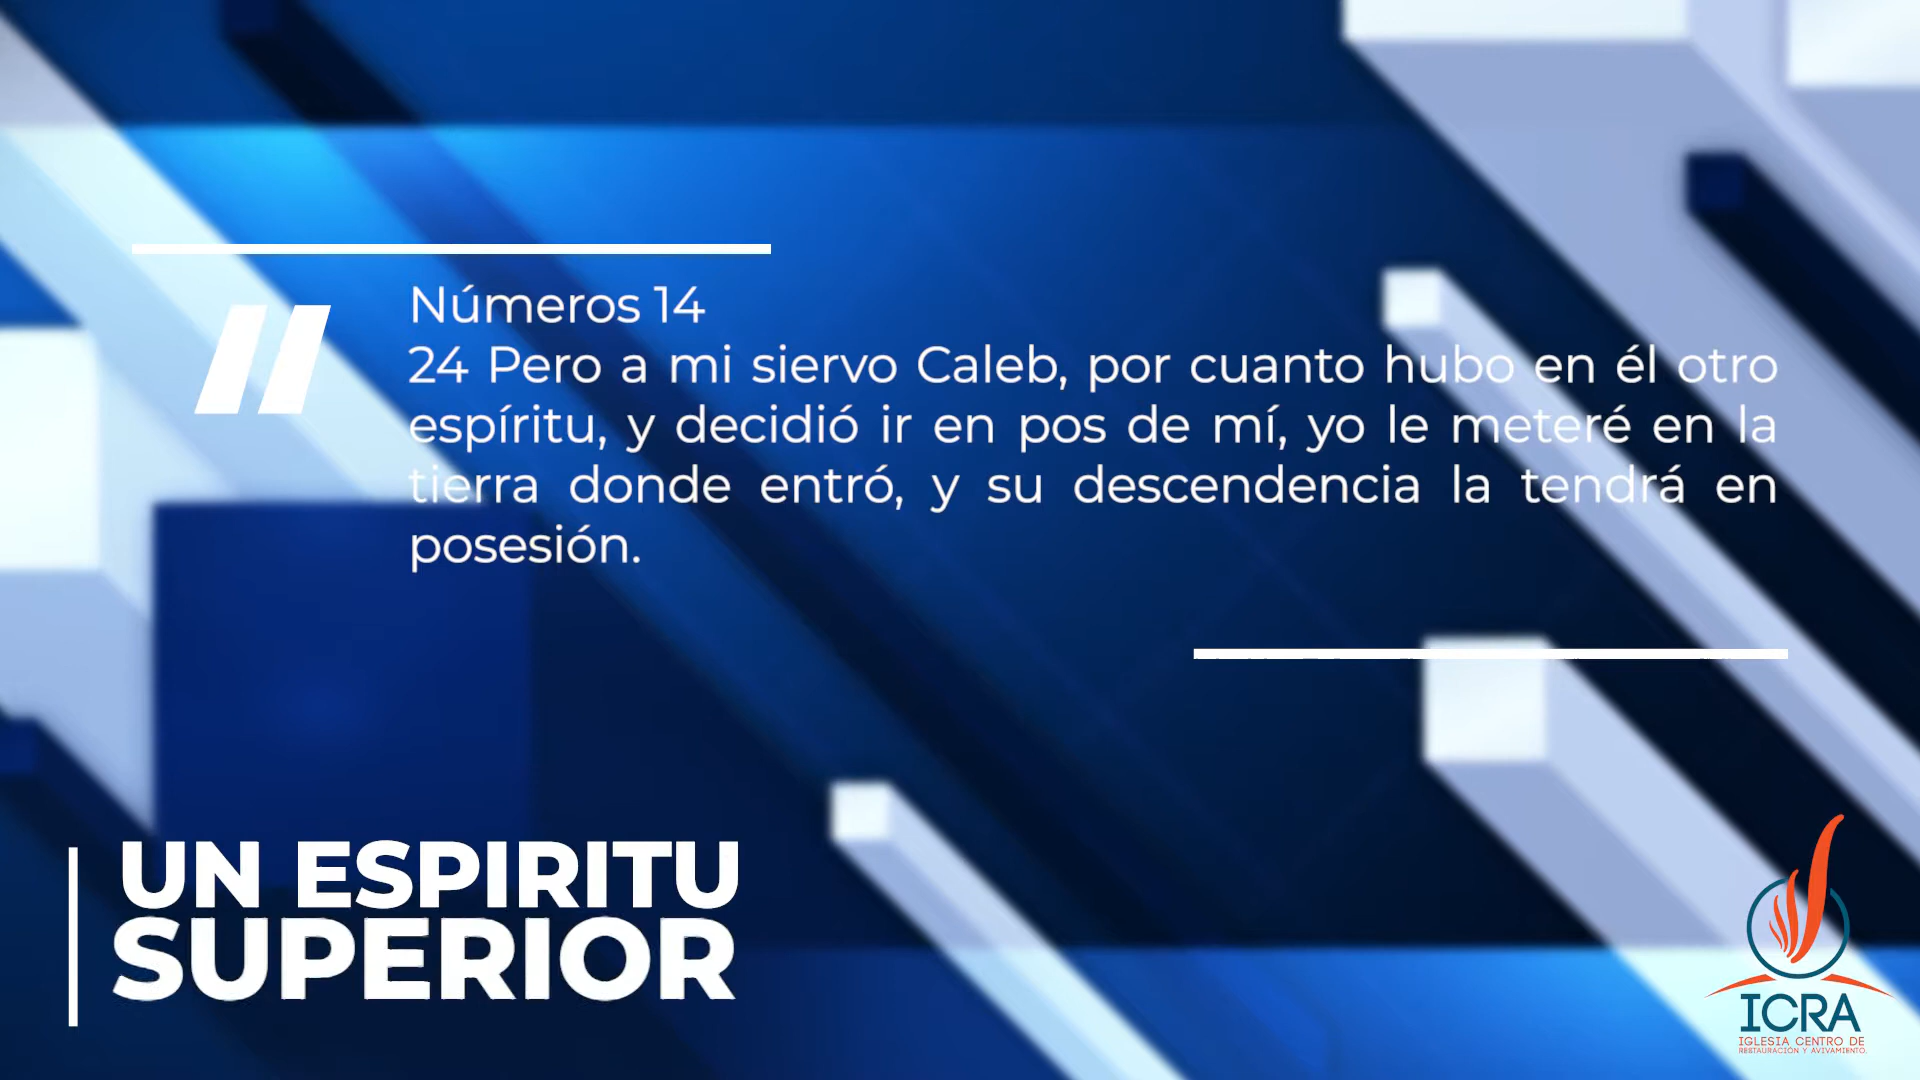 Números 14
24 Pero a mi siervo Caleb, por cuanto hubo en él otro
espíritu, y decidió ir en pos de mí, yo le meteré en la
tierra donde entró, y su descendencia la tendrá en
posesión.
UN ESPIRITU
SUPERIOR
ICRA
IGLESIA CENTRO DE
RESTAURACIÓN Y AVIVAMIENTO.